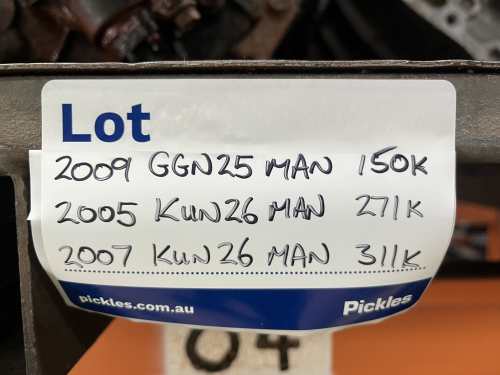 Lot
2009 GGN25 MAN 150K
2005 KUN26 MAN 271K
2007 KUN26 MAN 311K
pickles.com.au Pickles
04